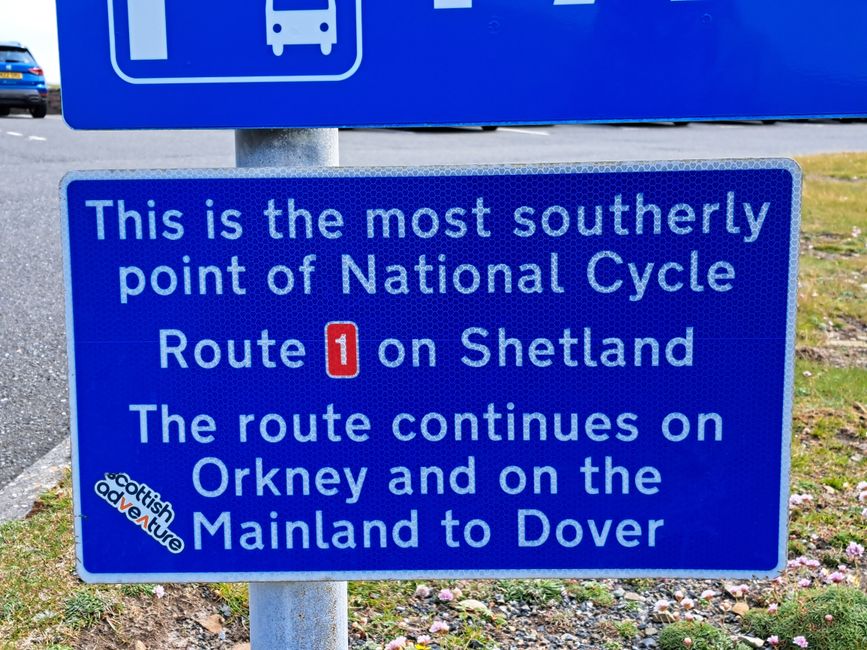 This is the most southerly
point of National Cycle
Route 1 on Shetland
The route continues on
Orkney and on the
Mainland to Dover
scottish
adventure